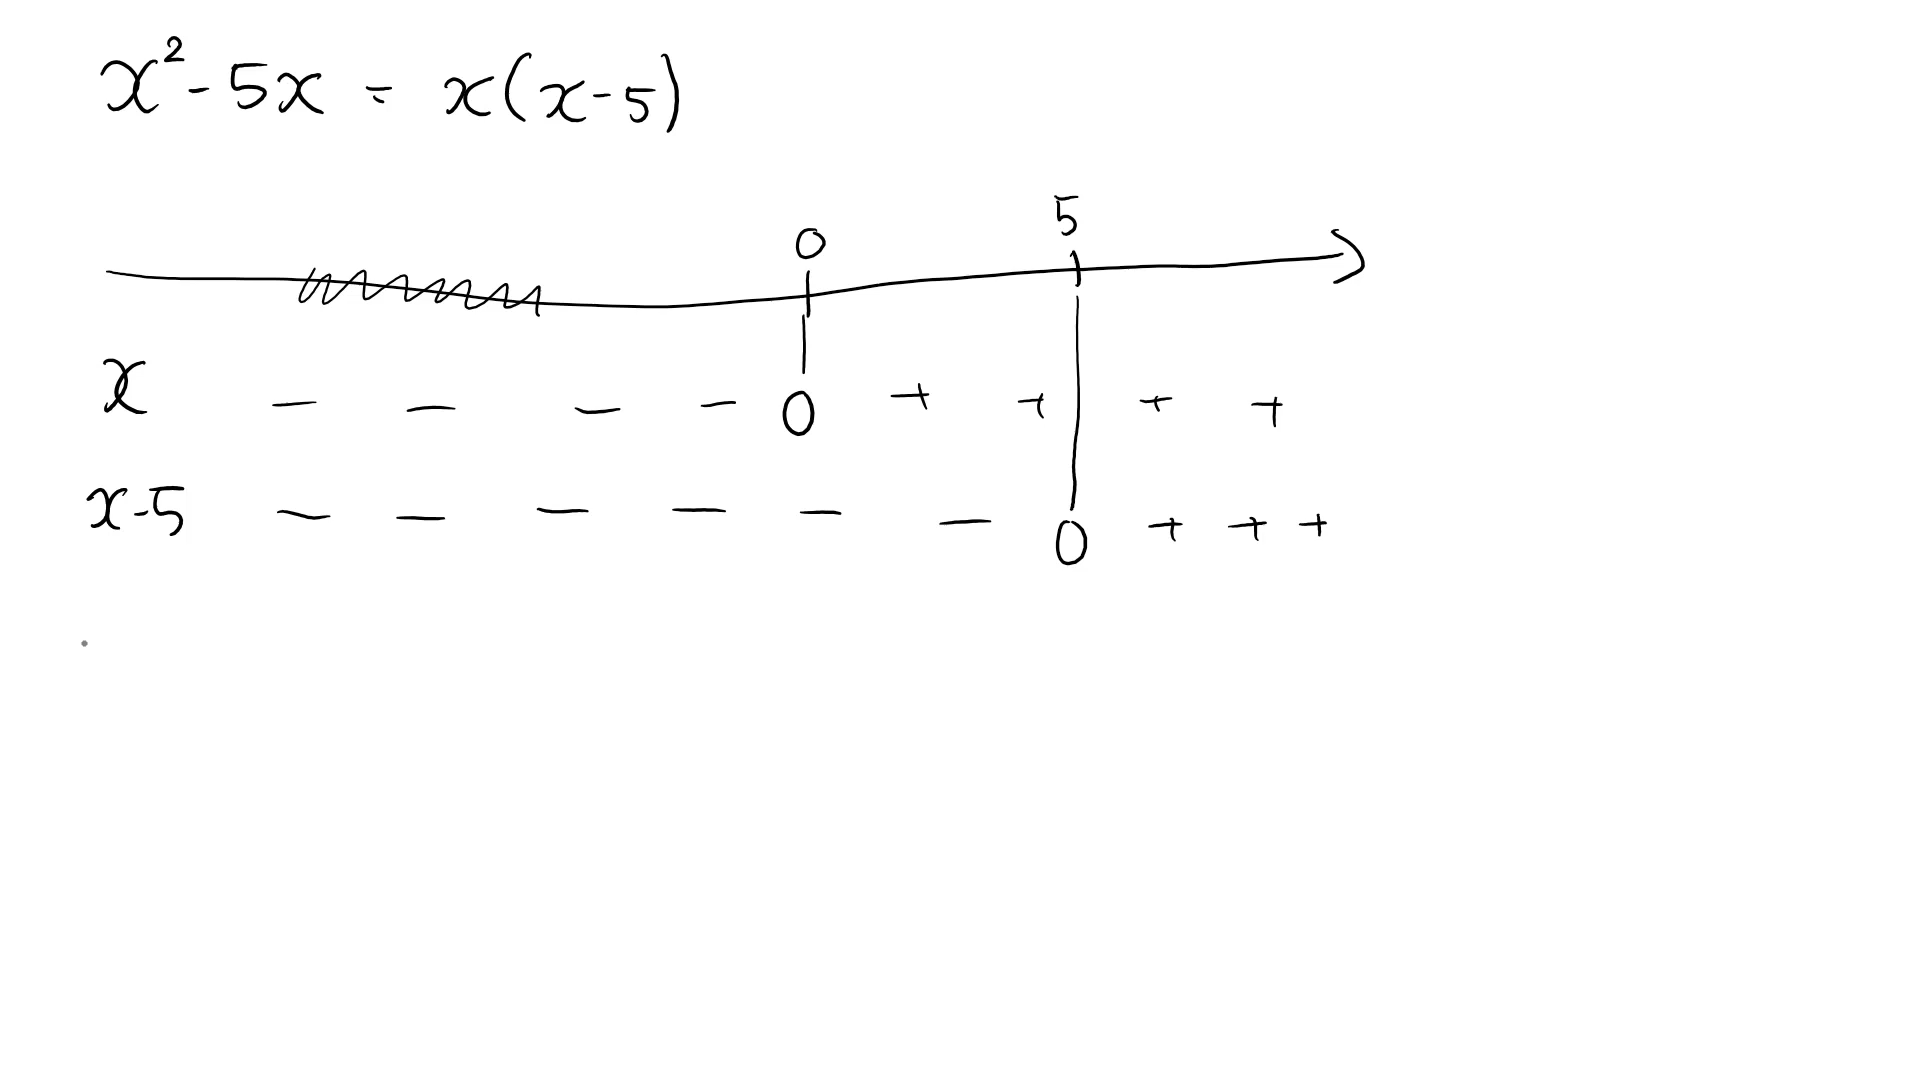 x² - 5x = x(x-5)
0 5
x - - - - 0 + + + +
x-5 - - - - - - 0 + + +